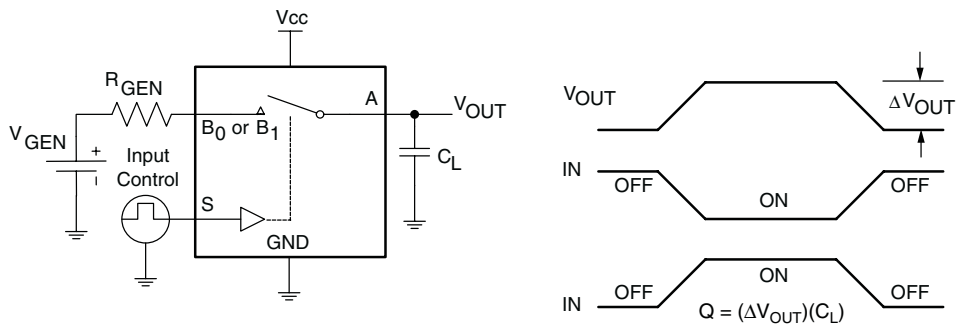 Vcc
R_GEN
A
V_OUT
B_0 or B_1
V_GEN
+
Input
Control
C_L
S
GND
V_OUT
ΔV_OUT
IN
OFF
OFF
ON
IN
OFF
ON
OFF
Q = (ΔV_OUT)(C_L)